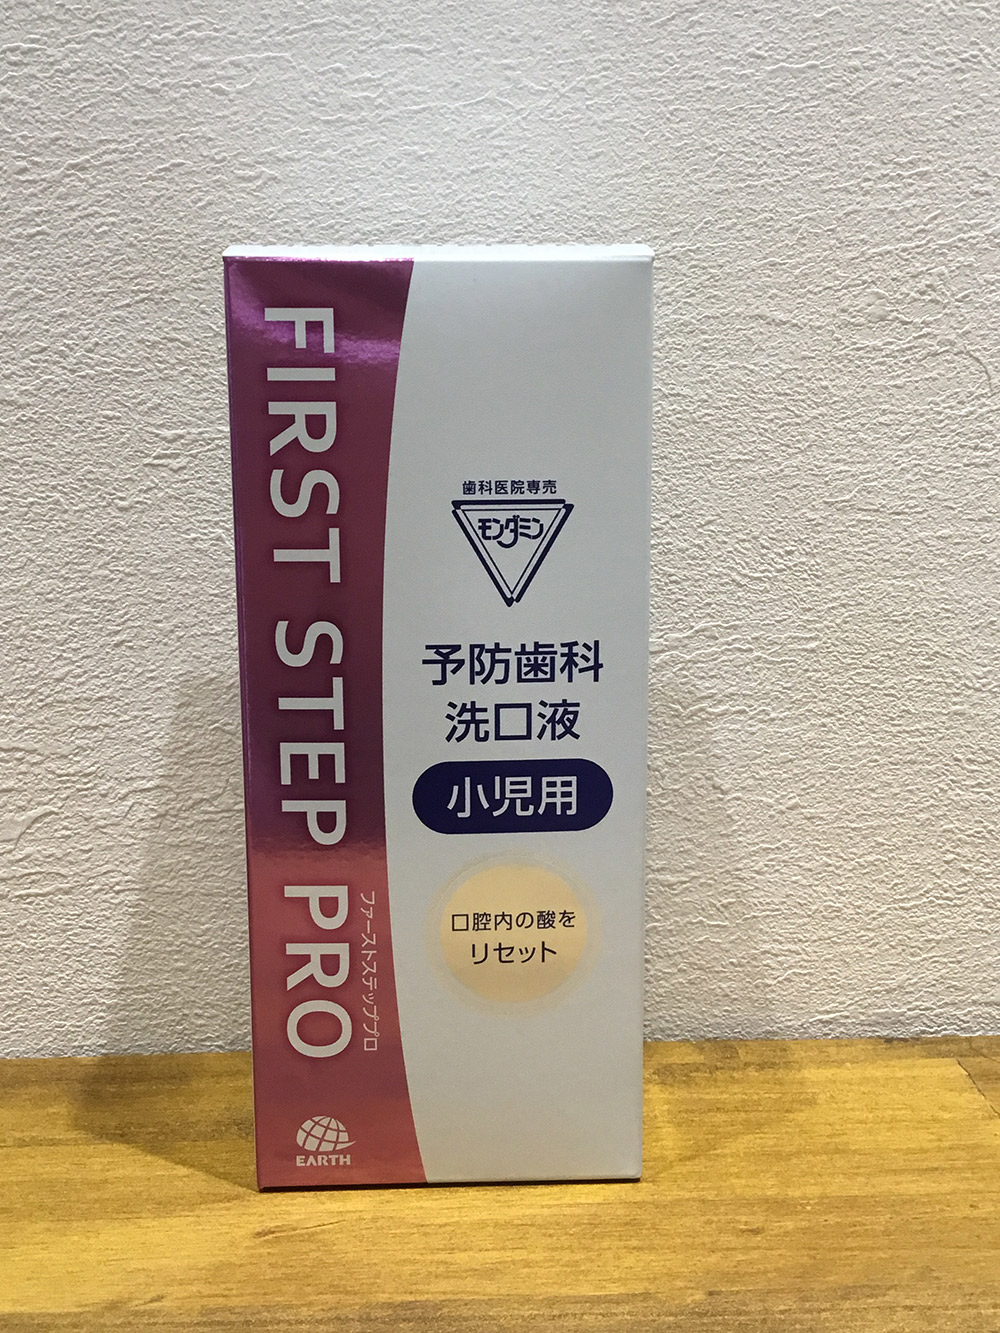 FIRST STEP PRO
ファーストステッププロ
EARTH
歯科医院専売
モンダミン
予防歯科
洗口液
小児用
口腔内の酸を
リセット